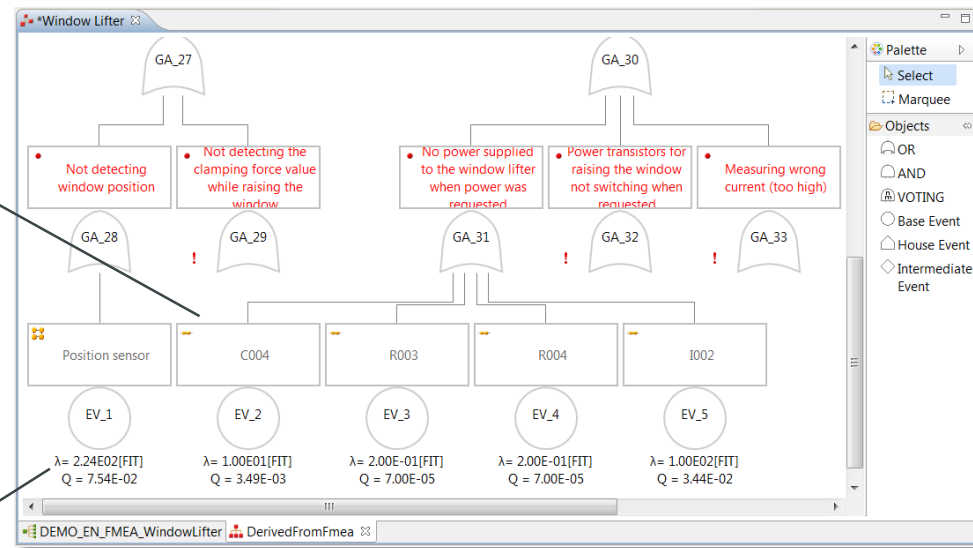 *Window Lifter
GA_27
GA_30
Not detecting
window position
Not detecting the
clamping force value
while raising the
window
No power supplied
to the window lifter
when power was
requested
Power transistors for
raising the window
not switching when
requested
Measuring wrong
current (too high)
GA_28
GA_29
GA_31
GA_32
GA_33
!
!
!
Position sensor
C004
R003
R004
I002
EV_1
EV_2
EV_3
EV_4
EV_5
λ= 2.24E02[FIT]
Q = 7.54E-02
λ= 1.00E01[FIT]
Q = 3.49E-03
λ= 2.00E-01[FIT]
Q = 7.00E-05
λ= 2.00E-01[FIT]
Q = 7.00E-05
λ= 1.00E02[FIT]
Q = 3.44E-02
DEMO_EN_FMEA_WindowLifter
DerivedFromFmea
Palette
Select
Marquee
Objects
OR
AND
VOTING
Base Event
House Event
Intermediate
Event